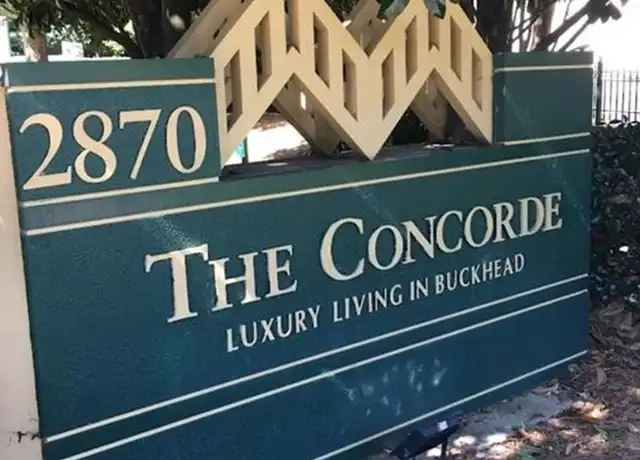 2870
THE CONCORDE
LUXURY LIVING IN BUCKHEAD